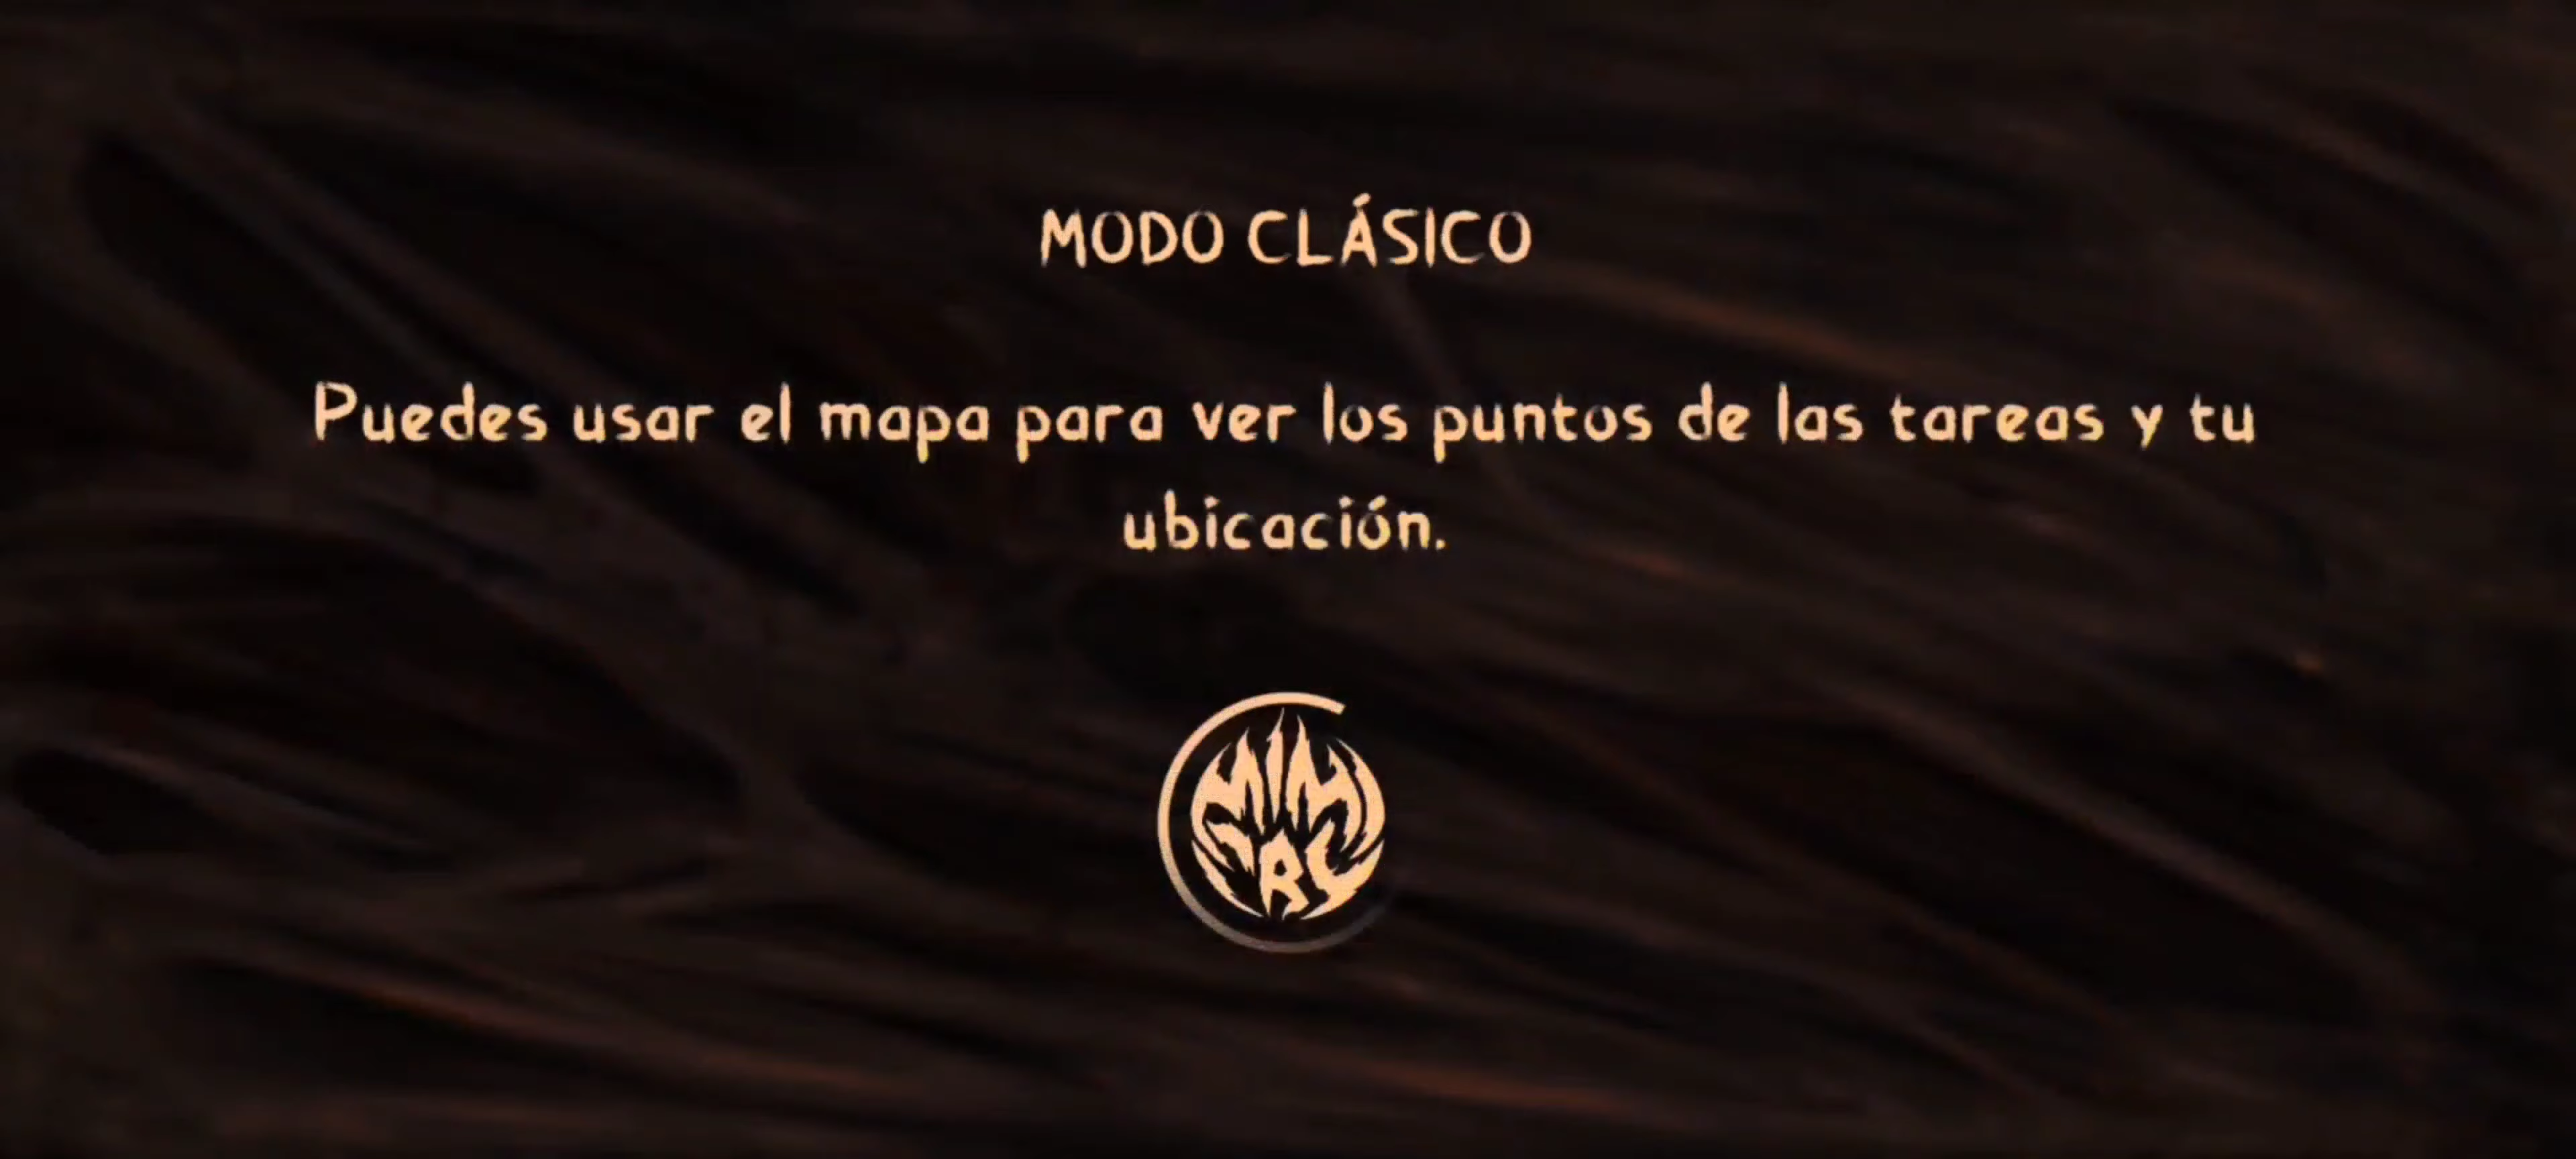 MODO CLÁSICO
Puedes usar el mapa para ver los puntos de las tareas y tu
ubicación.